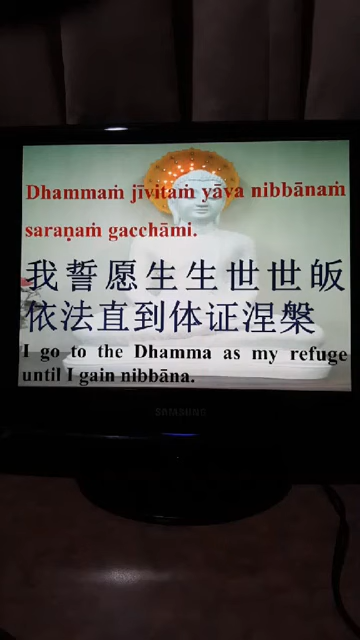 Dhammaṁ jīvitaṁ yāva nibbānaṁ
saraṇaṁ gacchāmi.
我誓愿生生世世皈
依法直到体证涅槃
I go to the Dhamma as my refuge
until I gain nibbāna.
SAMSUNG